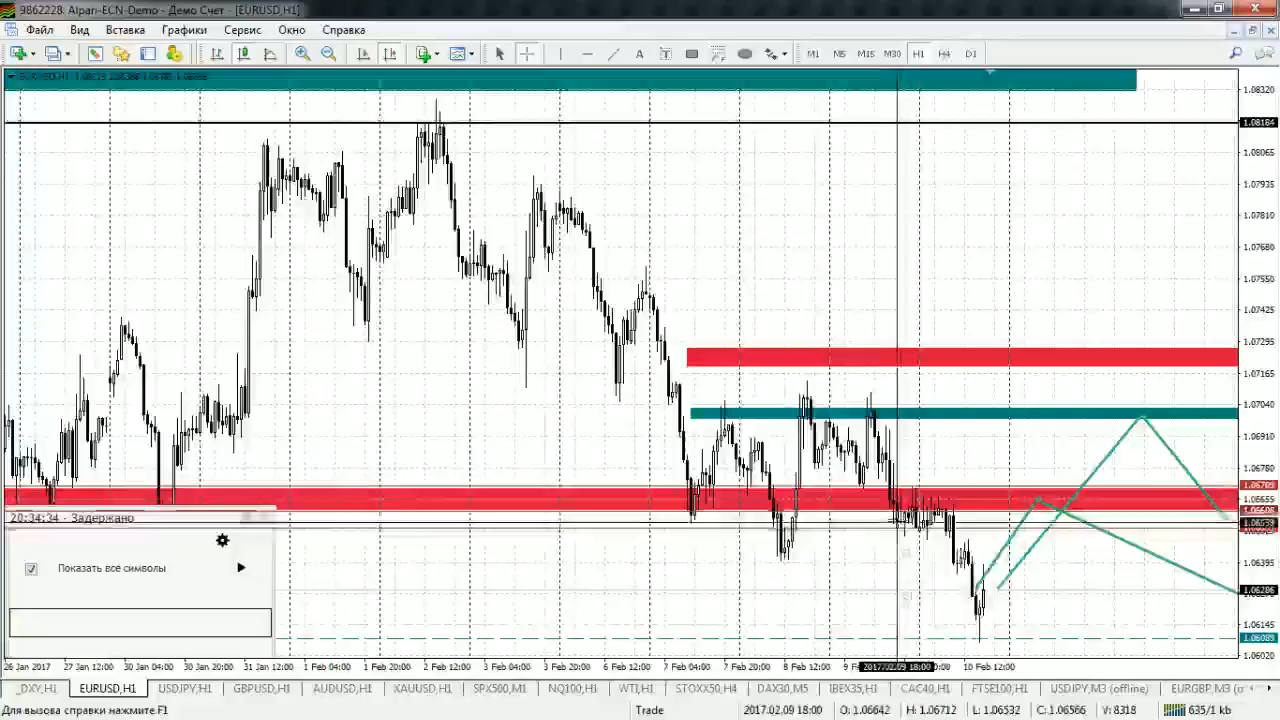 9862228: Alpari-ECN-Demo - Демо Счет - [EURUSD,H1]
Файл Вид Вставка Графики Сервис Окно Справка
A T M1 M5 M15 M30 H1 H4 D1
1.08320
1.08184
1.08065
1.07935
1.07810
1.07680
1.07550
1.07425
1.07295
1.07165
1.07040
1.06910
1.06780
1.06709
1.06655
1.06559
1.06395
1.06286
1.06145
1.06089
1.06020
20:34:34 - Задержано
Показать все символы
26 Jan 2017 27 Jan 12:00 30 Jan 04:00 30 Jan 20:00 31 Jan 12:00 1 Feb 04:00 1 Feb 20:00 2 Feb 12:00 3 Feb 04:00 3 Feb 20:00 6 Feb 12:00 7 Feb 04:00 7 Feb 20:00 8 Feb 12:00 2017.02.09 18:00 10 Feb 12:00
_DXY,H1 EURUSD,H1 USDJPY,H1 GBPUSD,H1 AUDUSD,H1 XAUUSD,H1 SPX500,M1 NQ100,H1 WTI,H1 STOXX50,H4 DAX30,M5 IBEX35,H1 CAC40,H1 FTSE100,H1 USDJPY,M3 (offline) EURGBP,M3 (o
Для вызова справки нажмите F1 Trade 2017.02.09 18:00 O: 1.06642 H: 1.06712 L: 1.06532 C: 1.06566 V: 8318 635/1 kb